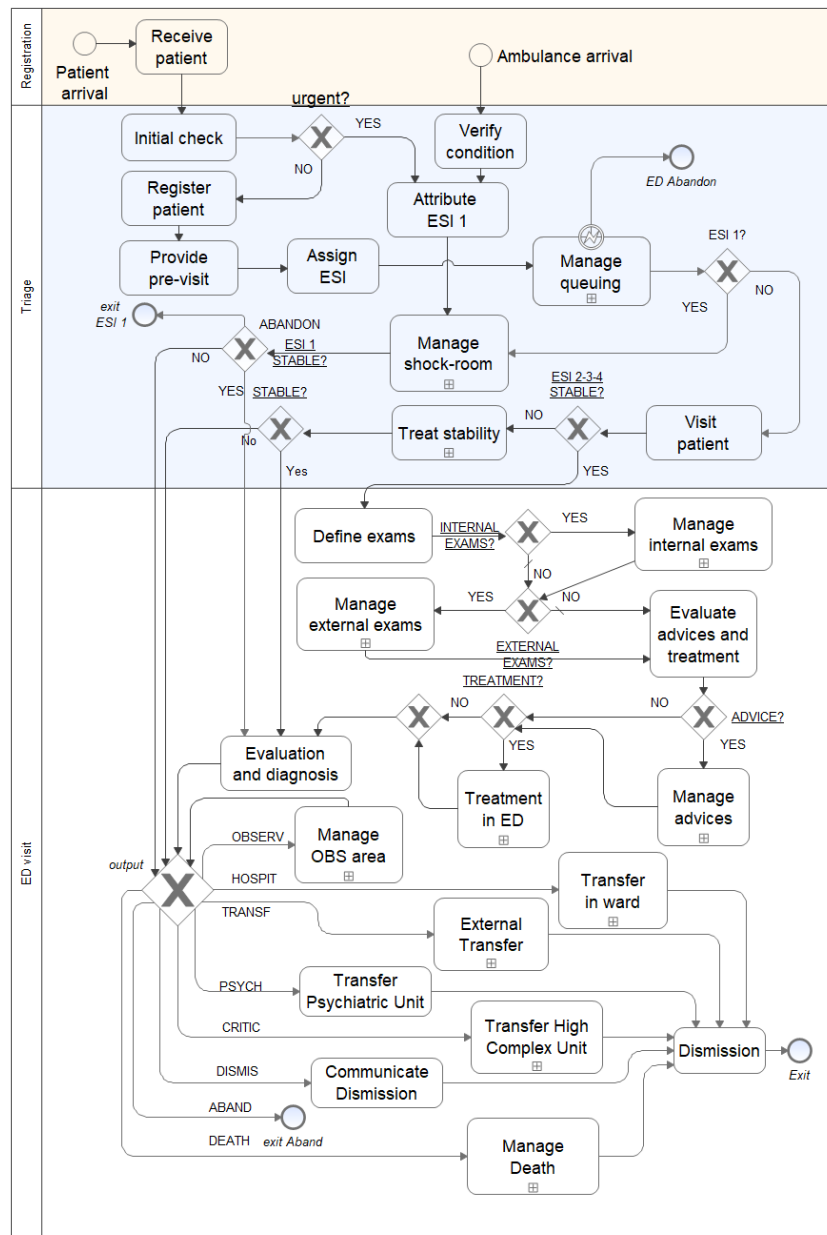 Registration
Receive
patient
Patient
arrival
Ambulance arrival
Triage
urgent?
YES
NO
Initial check
Verify
condition
ED Abandon
Register
patient
Attribute
ESI 1
ESI 1?
Provide
pre-visit
Assign
ESI
Manage
queuing
YES
NO
exit
ESI 1
ABANDON
ESI 1
STABLE?
NO
YES
Manage
shock-room
ESI 2-3-4
STABLE?
STABLE?
NO
No
Treat stability
Visit
patient
Yes
YES
ED visit
Define exams
INTERNAL
EXAMS?
YES
Manage
internal exams
NO
Manage
external exams
YES
NO
Evaluate
advices and
treatment
EXTERNAL
EXAMS?
TREATMENT?
NO
NO
ADVICE?
YES
YES
Evaluation
and diagnosis
Treatment
in ED
Manage
advices
output
OBSERV
Manage
OBS area
HOSPIT
Transfer
in ward
TRANSF
External
Transfer
PSYCH
Transfer
Psychiatric Unit
CRITIC
Transfer High
Complex Unit
Dismission
Exit
DISMIS
Communicate
Dismission
ABAND
exit Aband
DEATH
Manage
Death